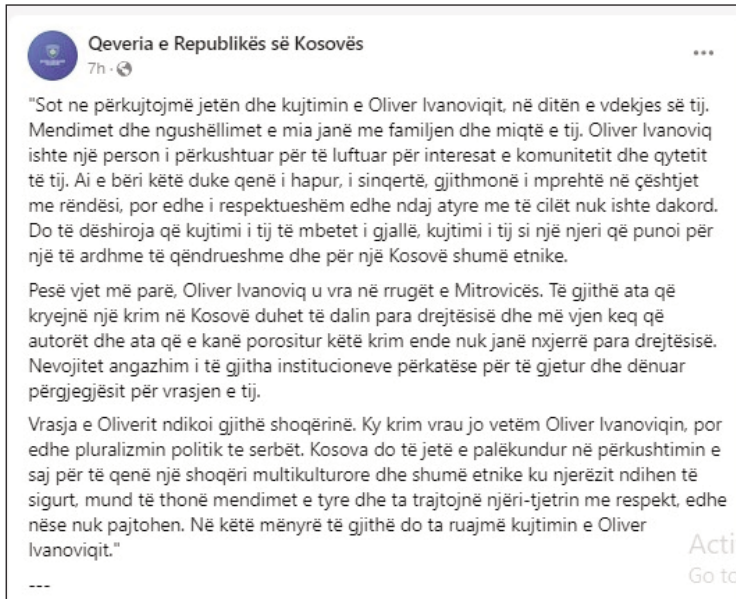 Qeveria e Republikës së Kosovës
7h ·
"Sot ne përkujtojmë jetën dhe kujtimin e Oliver Ivanoviqit, në ditën e vdekjes së tij.
Mendimet dhe ngushëllimet e mia janë me familjen dhe miqtë e tij. Oliver Ivanoviq
ishte një person i përkushtuar për të luftuar për interesat e komunitetit dhe qytetit
të tij. Ai e bëri këtë duke qenë i hapur, i sinqertë, gjithmonë i mprehtë në çështjet
me rëndësi, por edhe i respektueshëm edhe ndaj atyre me të cilët nuk ishte dakord.
Do të dëshiroja që kujtimi i tij të mbetet i gjallë, kujtimi i tij si një njeri që punoi për
një të ardhme të qëndrueshme dhe për një Kosovë shumë etnike.
Pesë vjet më parë, Oliver Ivanoviq u vra në rrugët e Mitrovicës. Të gjithë ata që
kryejnë një krim në Kosovë duhet të dalin para drejtësisë dhe më vjen keq që
autorët dhe ata që e kanë porositur këtë krim ende nuk janë nxjerrë para drejtësisë.
Nevojitet angazhim i të gjitha institucioneve përkatëse për të gjetur dhe dënuar
përgjegjësit për vrasjen e tij.
Vrasja e Oliverit ndikoi gjithë shoqërinë. Ky krim vrau jo vetëm Oliver Ivanoviqin, por
edhe pluralizmin politik te serbët. Kosova do të jetë e palëkundur në përkushtimin e
saj për të qenë një shoqëri multikulturore dhe shumë etnike ku njerëzit ndihen të
sigurt, mund të thonë mendimet e tyre dhe ta trajtojnë njëri-tjetrin me respekt, edhe
nëse nuk pajtohen. Në këtë mënyrë të gjithë do ta ruajmë kujtimin e Oliver
Ivanoviqit."
Acti
Go to
---